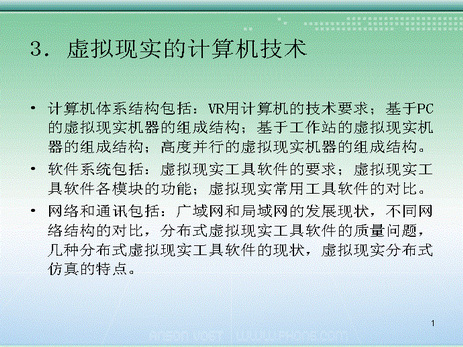 3．虚拟现实的计算机技术
• 计算机体系结构包括：VR用计算机的技术要求；基于PC
的虚拟现实机器的组成结构；基于工作站的虚拟现实机
器的组成结构；高度并行的虚拟现实机器的组成结构。
• 软件系统包括：虚拟现实工具软件的要求；虚拟现实工
具软件各模块的功能；虚拟现实常用工具软件的对比。
• 网络和通讯包括：广域网和局域网的发展现状，不同网
络结构的对比，分布式虚拟现实工具软件的质量问题，
几种分布式虚拟现实工具软件的现状，虚拟现实分布式
仿真的特点。
1